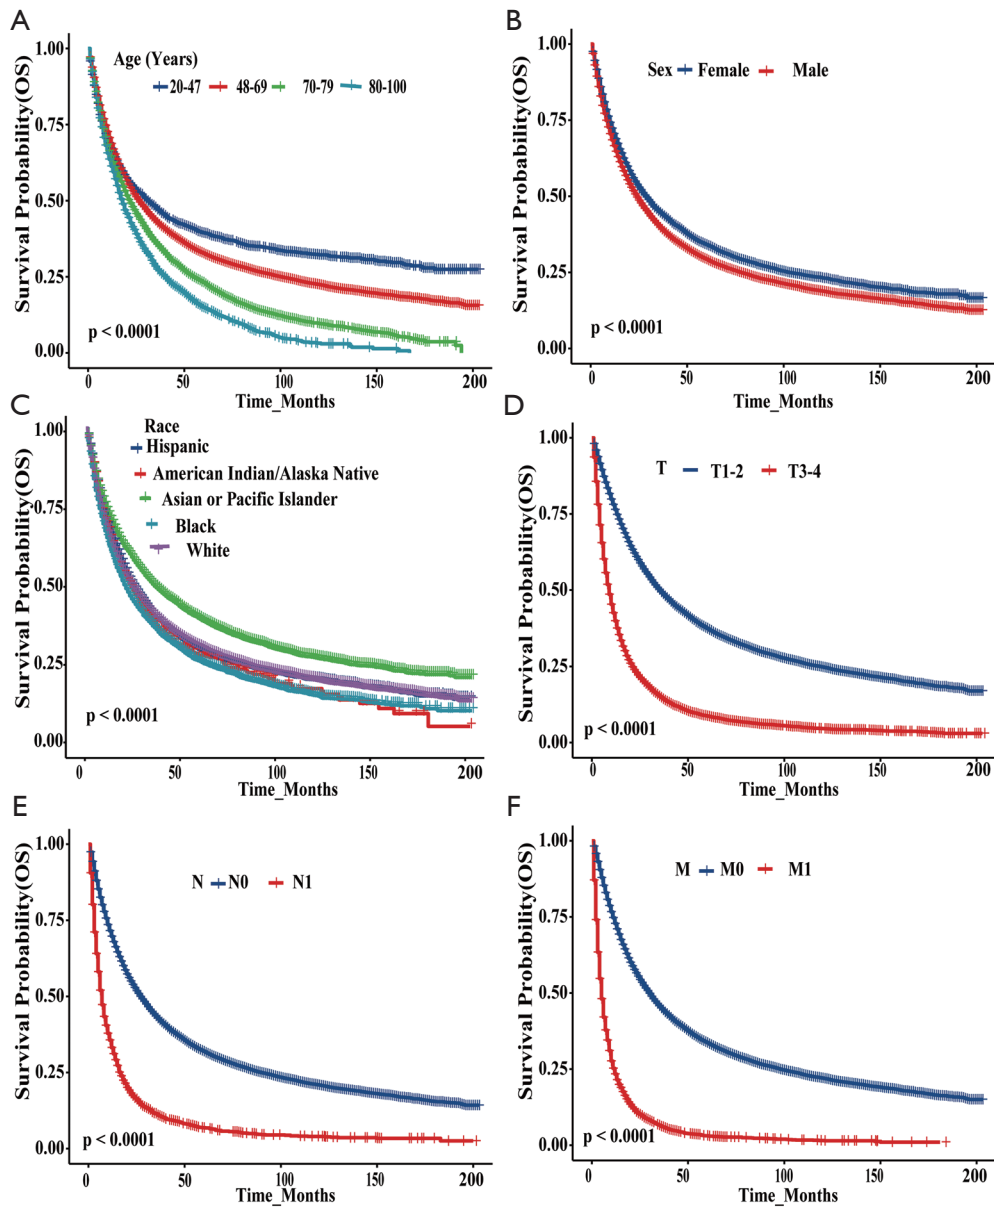 A
Survival Probability(OS)
1.00
0.75
0.50
0.25
0.00
Age (Years)
20-47 48-69 70-79 80-100
p < 0.0001
0 50 100 150 200
Time_Months
B
Survival Probability(OS)
1.00
0.75
0.50
0.25
0.00
Sex Female Male
p < 0.0001
0 50 100 150 200
Time_Months
C
Survival Probability(OS)
1.00
0.75
0.50
0.25
0.00
Race
Hispanic
American Indian/Alaska Native
Asian or Pacific Islander
Black
White
p < 0.0001
0 50 100 150 200
Time_Months
D
Survival Probability(OS)
1.00
0.75
0.50
0.25
0.00
T T1-2 T3-4
p < 0.0001
0 50 100 150 200
Time_Months
E
Survival Probability(OS)
1.00
0.75
0.50
0.25
0.00
N N0 N1
p < 0.0001
0 50 100 150 200
Time_Months
F
Survival Probability(OS)
1.00
0.75
0.50
0.25
0.00
M M0 M1
p < 0.0001
0 50 100 150 200
Time_Months